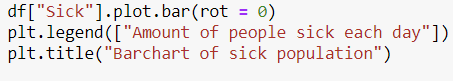 df["Sick"].plot.bar(rot = 0)
plt.legend(["Amount of people sick each day"])
plt.title("Barchart of sick population")